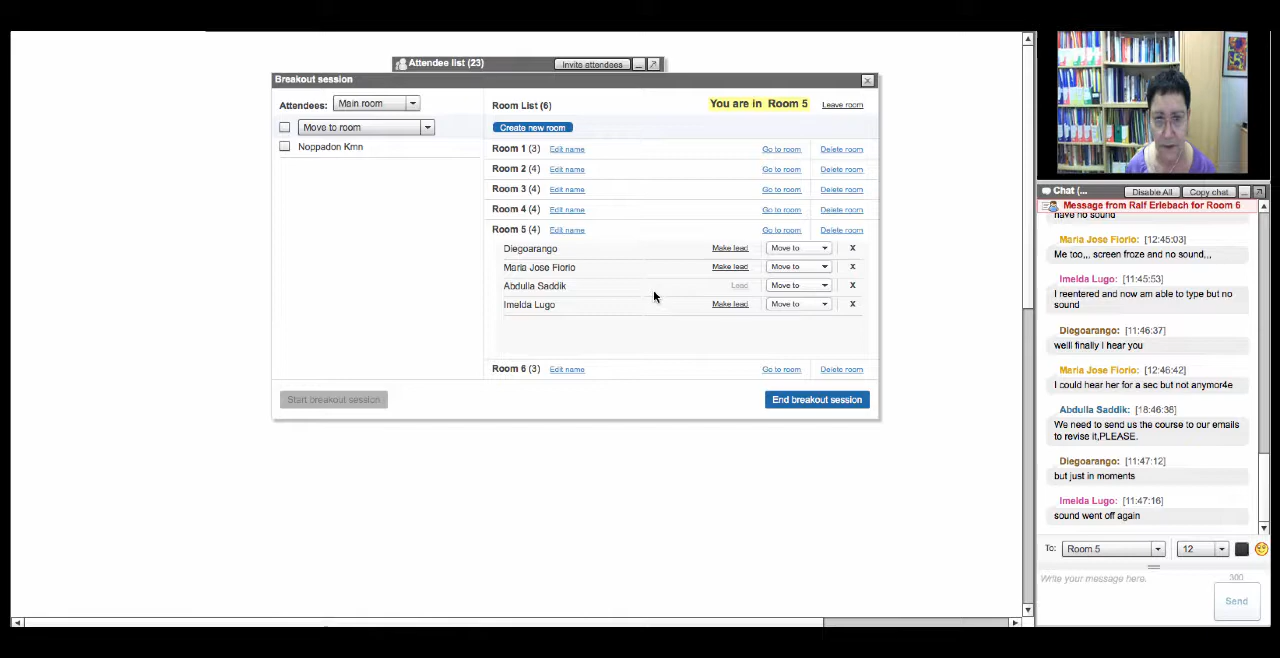 Attendee list (23)
Invite attendees
Breakout session
Attendees: Main room
Move to room
Noppadon Kmn
Room List (6)
You are in Room 5
Leave room
Create new room
Room 1 (3) Edit name Go to room Delete room
Room 2 (4) Edit name Go to room Delete room
Room 3 (4) Edit name Go to room Delete room
Room 4 (4) Edit name Go to room Delete room
Room 5 (4) Edit name Go to room Delete room
Diegoarango Make lead Move to X
Maria Jose Fiorio Make lead Move to X
Abdulla Saddik Lead Move to X
Imelda Lugo Make lead Move to X
Room 6 (3) Edit name Go to room Delete room
Start breakout session
End breakout session
Chat (...
Disable All
Copy chat
Message from Ralf Erlebach for Room 6
have no sound
Maria Jose Fiorio: [12:45:03]
Me too,,, screen froze and no sound,,,
Imelda Lugo: [11:45:53]
I reentered and now am able to type but no
sound
Diegoarango: [11:46:37]
welll finally I hear you
Maria Jose Fiorio: [12:46:42]
I could hear her for a sec but not anymor4e
Abdulla Saddik: [18:46:38]
We need to send us the course to our emails
to revise it,PLEASE.
Diegoarango: [11:47:12]
but just in moments
Imelda Lugo: [11:47:16]
sound went off again
To: Room 5 12
Write your message here.
300
Send